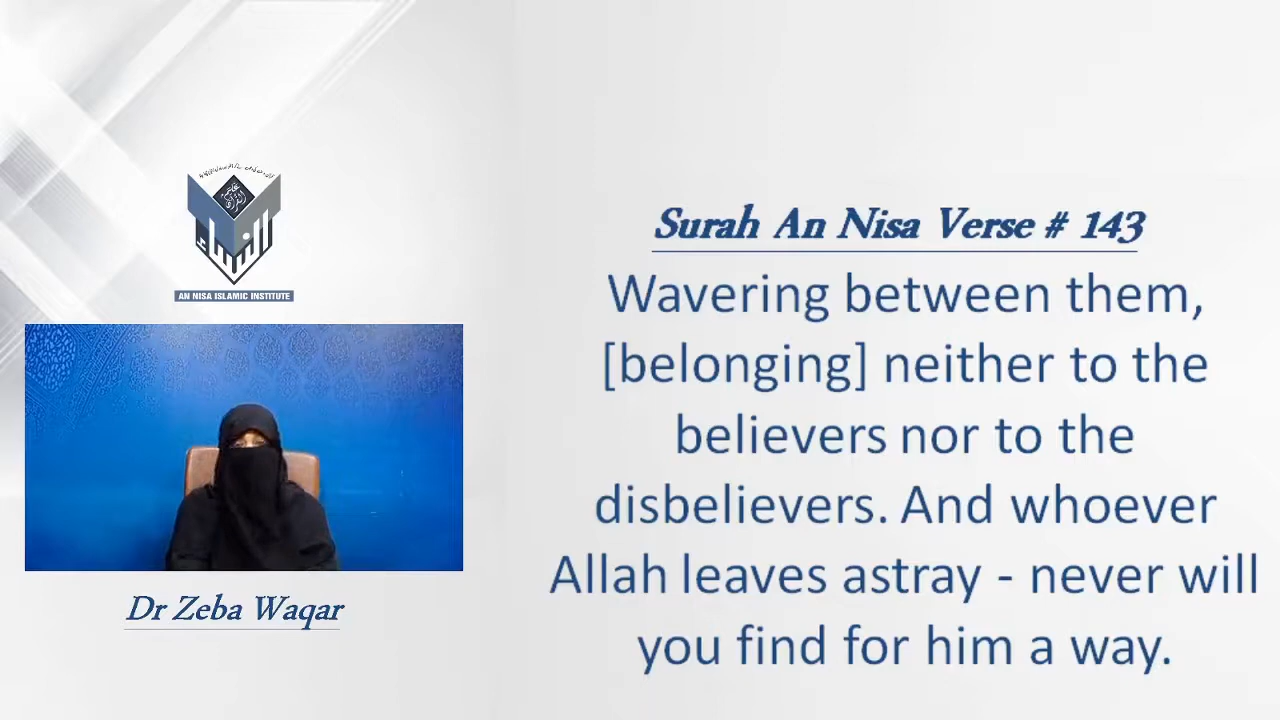 AN NISA ISLAMIC INSTITUTE
Dr Zeba Waqar
Surah An Nisa Verse # 143
Wavering between them,
[belonging] neither to the
believers nor to the
disbelievers. And whoever
Allah leaves astray - never will
you find for him a way.